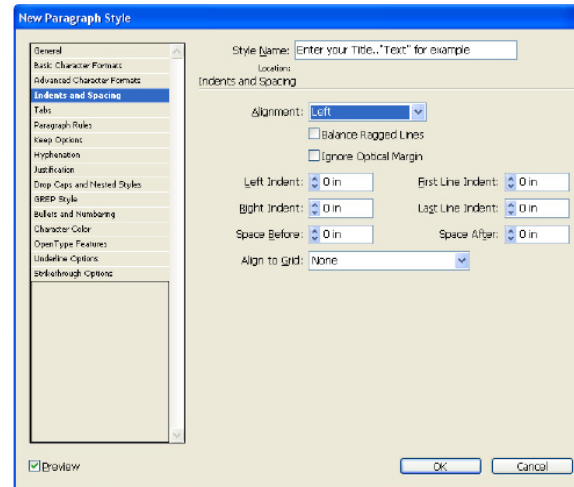 New Paragraph Style
General
Basic Character Formats
Advanced Character Formats
Indents and Spacing
Tabs
Paragraph Rules
Keep Options
Hyphenation
Justification
Drop Caps and Nested Styles
GREP Style
Bullets and Numbering
Character Color
OpenType Features
Underline Options
Strikethrough Options
Style Name: Enter your Title.."Text" for example
Location:
Indents and Spacing
Alignment: Left
Balance Ragged Lines
Ignore Optical Margin
Left Indent: 0 in First Line Indent: 0 in
Right Indent: 0 in Last Line Indent: 0 in
Space Before: 0 in Space After: 0 in
Align to Grid: None
Preview OK Cancel